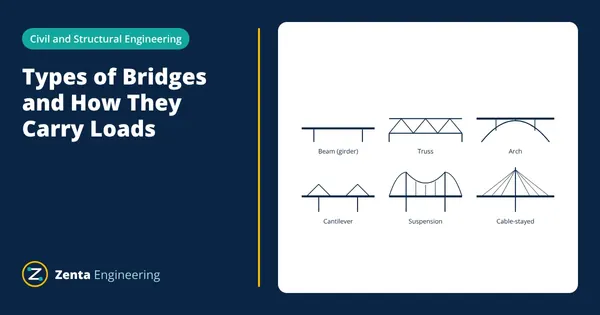 Civil and Structural Engineering
Types of Bridges
and How They
Carry Loads
Beam (girder)
Truss
Arch
Cantilever
Suspension
Cable-stayed
Z
Zenta Engineering